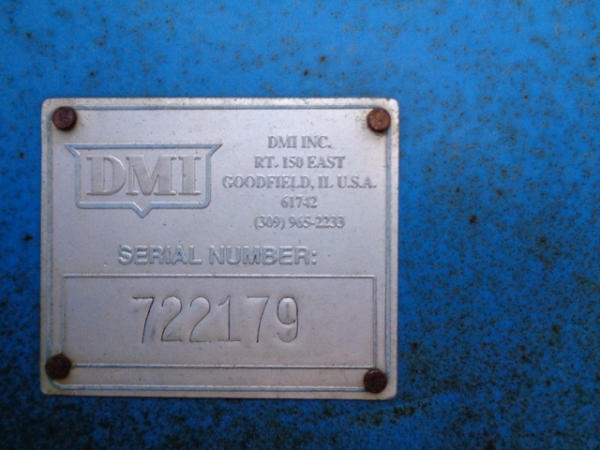 DMI
DMI INC.
RT. 150 EAST
GOODFIELD, IL U.S.A.
61742
(309) 965-2233
SERIAL NUMBER:
722179